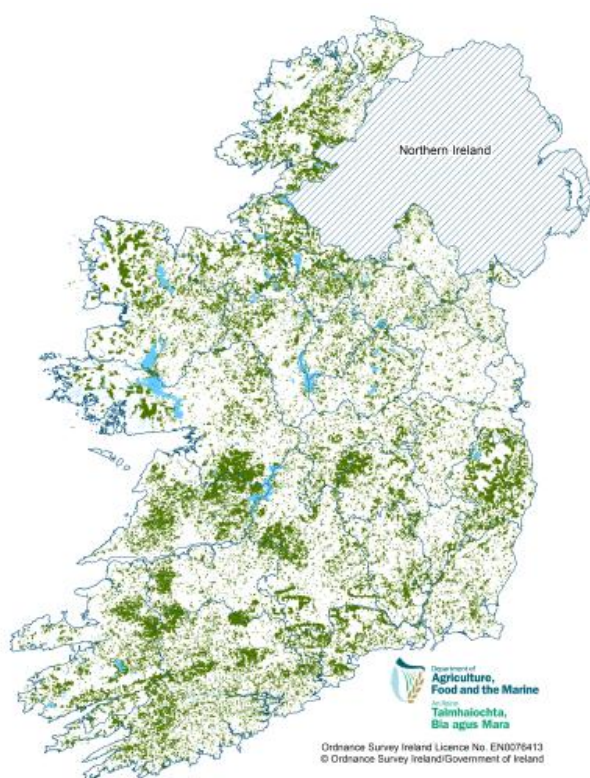 Northern Ireland
Department of
Agriculture,
Food and the Marine
An Roinn
Talmhaíochta,
Bia agus Mara
Ordnance Survey Ireland Licence No. EN0076413
© Ordnance Survey Ireland/Government of Ireland